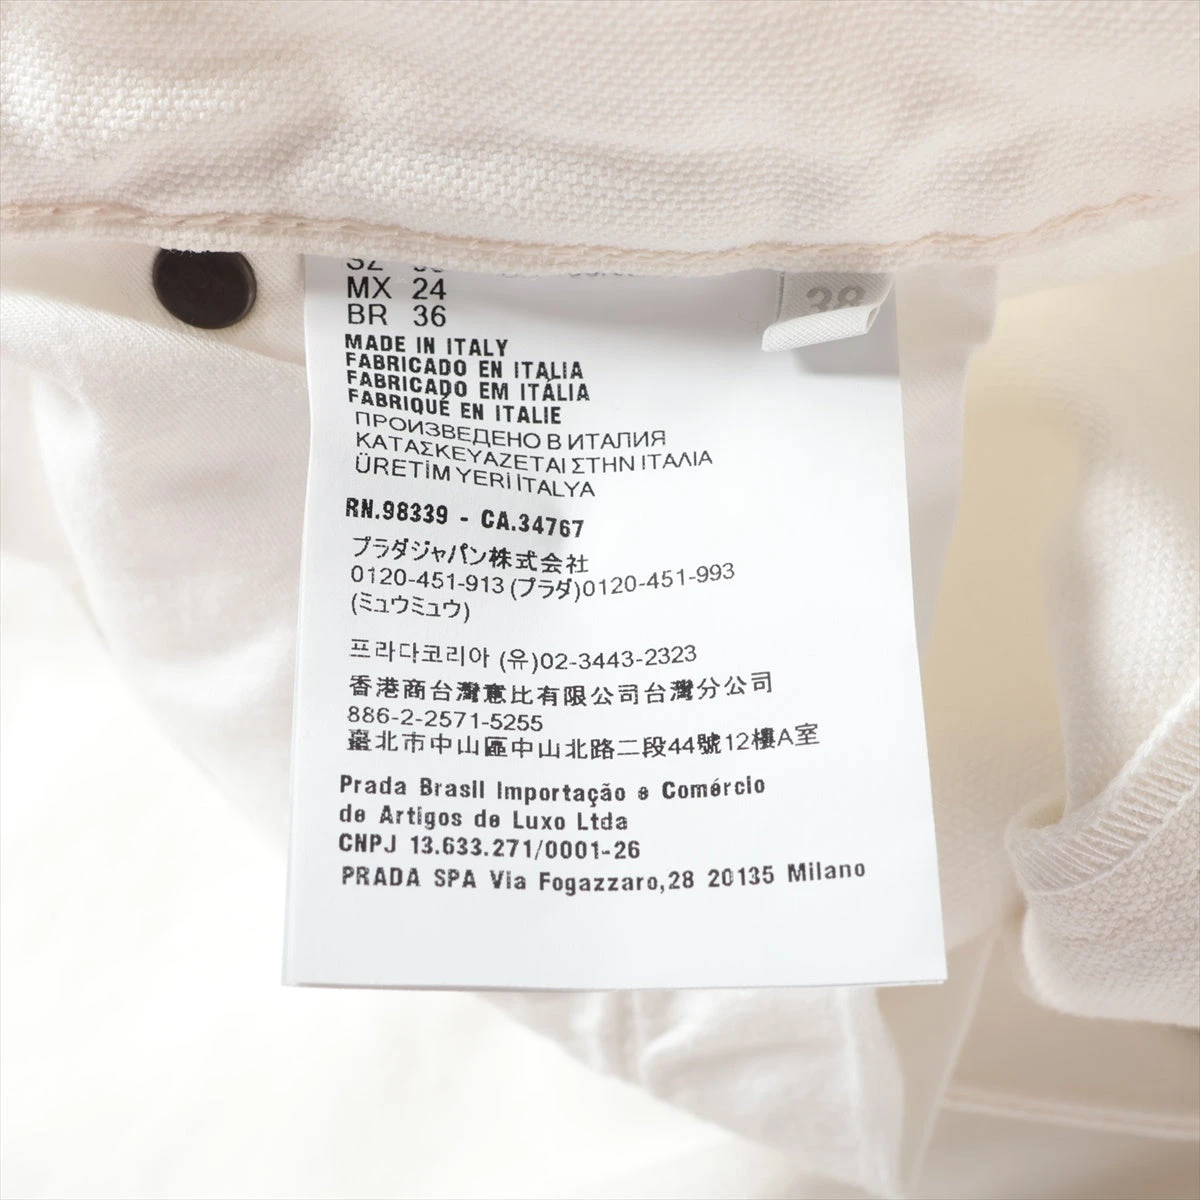 MX 24
BR 36
38
MADE IN ITALY
FABRICADO EN ITALIA
FABRICADO EM ITÁLIA
FABRIQUÉ EN ITALIE
ПРОИЗВЕДЕНО В ИТАЛИЯ
ΚΑΤΑΣΚΕΥΑΖΕΤΑΙ ΣΤΗΝ ΙΤΑΛΙΑ
ÜRETİM YERİ İTALYA
RN.98339 - CA.34767
プラダジャパン株式会社
0120-451-913 (プラダ)0120-451-993
(ミュウミュウ)
프라다코리아 (유)02-3443-2323
香港商台灣意比有限公司台灣分公司
886-2-2571-5255
臺北市中山區中山北路二段44號12樓A室
Prada Brasil Importação e Comércio
de Artigos de Luxo Ltda
CNPJ 13.633.271/0001-26
PRADA SPA Via Fogazzaro,28 20135 Milano